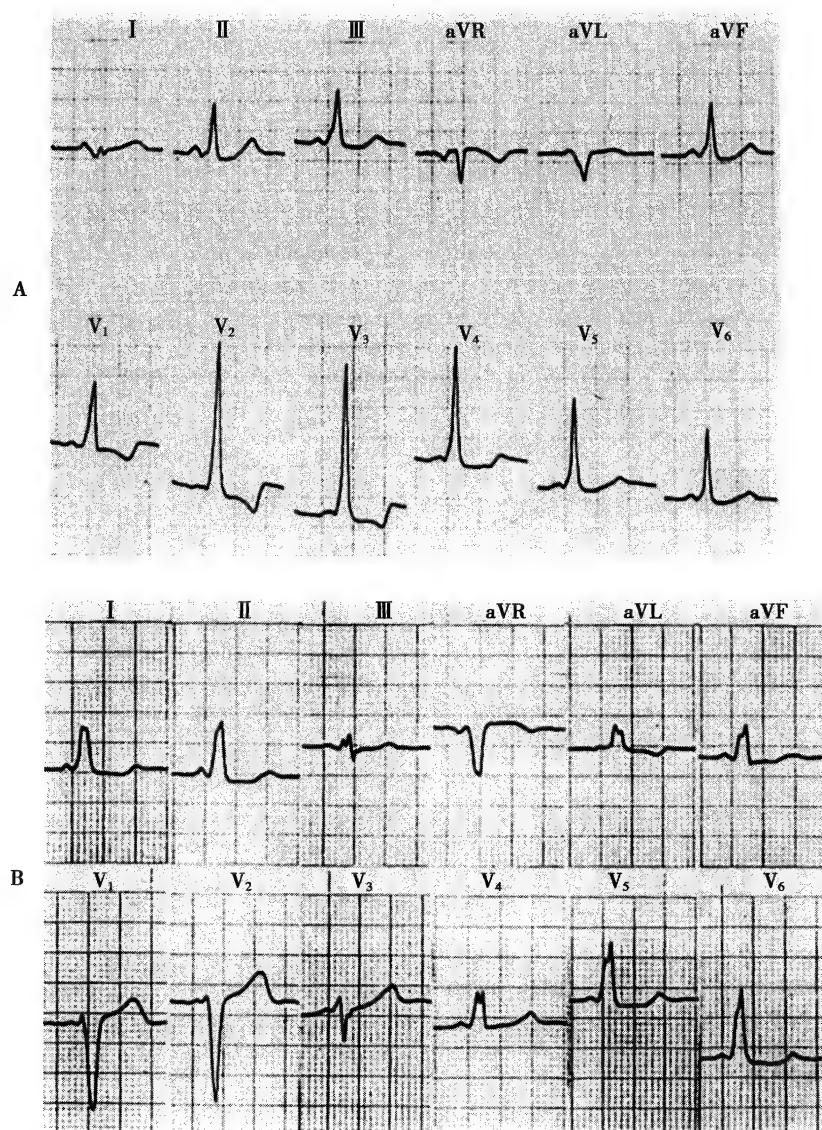 Ⅰ Ⅱ Ⅲ aVR aVL aVF
A
V₁ V₂ V₃ V₄ V₅ V₆
Ⅰ Ⅱ Ⅲ aVR aVL aVF
B
V₁ V₂ V₃ V₄ V₅ V₆